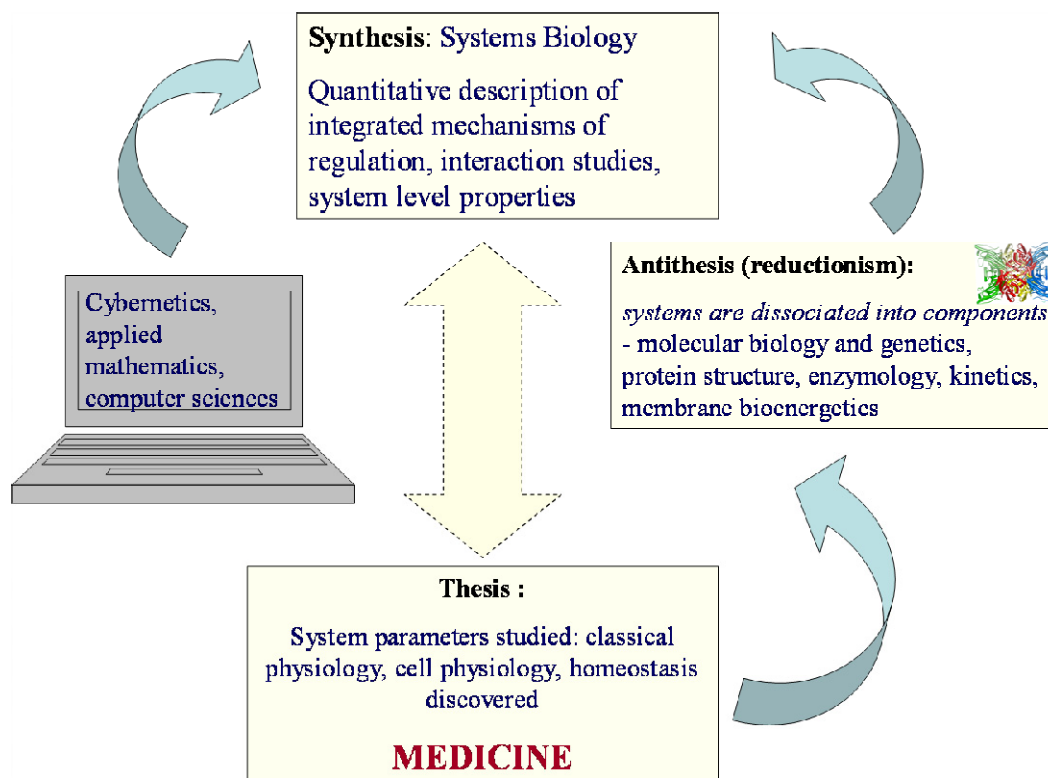 Synthesis: Systems Biology
Quantitative description of
integrated mechanisms of
regulation, interaction studies,
system level properties
Cybernetics,
applied
mathematics,
computer sciences
Antithesis (reductionism):
systems are dissociated into components
- molecular biology and genetics,
protein structure, enzymology, kinetics,
membrane bioenergetics
Thesis :
System parameters studied: classical
physiology, cell physiology, homeostasis
discovered
MEDICINE